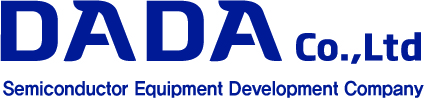 DADA Co.,Ltd
Semiconductor Equipment Development Company